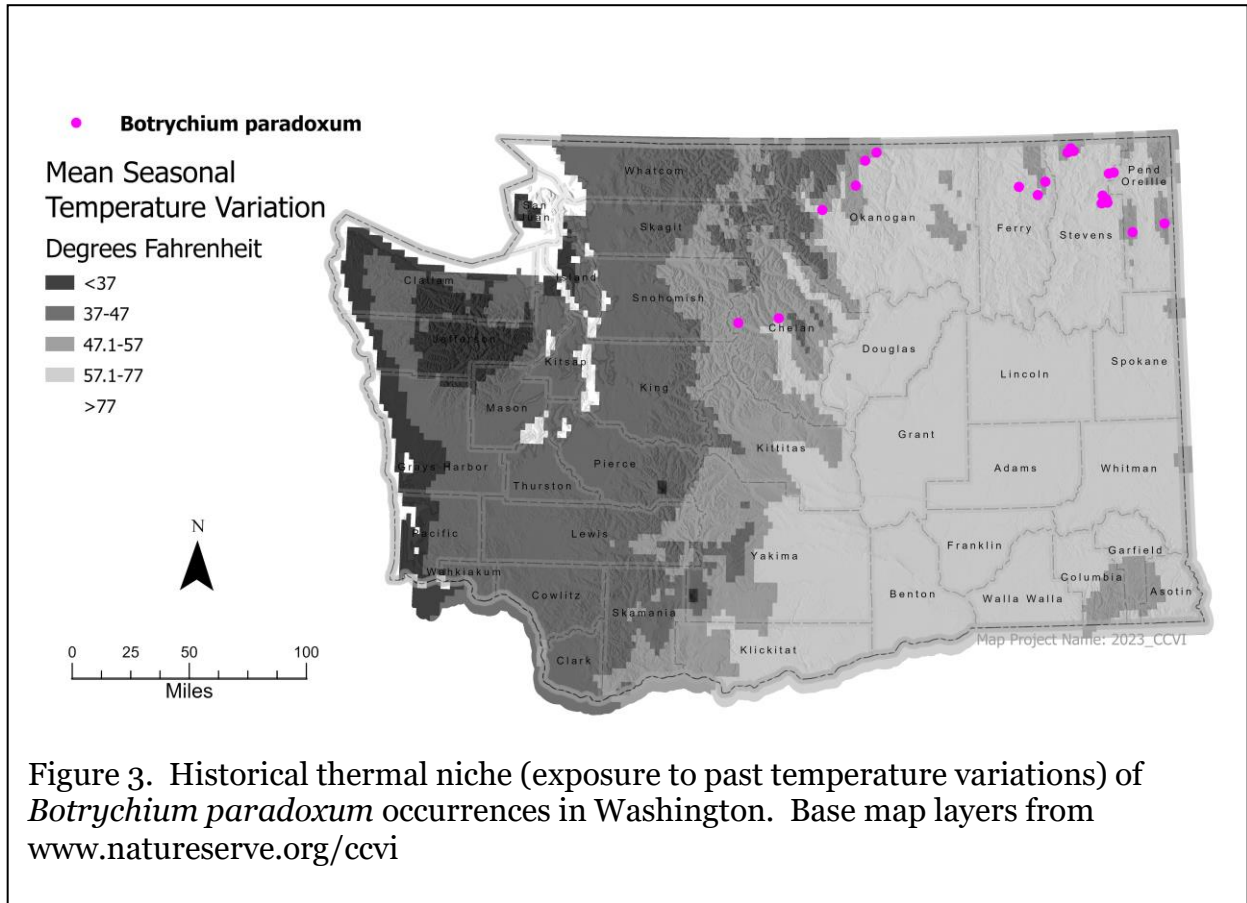 Botrychium paradoxum
Mean Seasonal
Temperature Variation
Degrees Fahrenheit
<37
37-47
47.1-57
57.1-77
>77
Whatcom
San
Juan
Skagit
Okanogan
Ferry
Stevens
Pend
Oreille
Clallam
Island
Snohomish
Chelan
Jefferson
Kitsap
Douglas
Lincoln
Spokane
King
Mason
Grant
Kittitas
Grays Harbor
Pierce
Adams
Whitman
Thurston
Pacific
Lewis
Yakima
Franklin
Garfield
Wahkiakum
Columbia
Cowlitz
Skamania
Benton
Walla Walla
Asotin
Clark
Klickitat
Map Project Name: 2023_CCVI
N
0 25 50 100
Miles
Figure 3. Historical thermal niche (exposure to past temperature variations) of
Botrychium paradoxum occurrences in Washington. Base map layers from
www.natureserve.org/ccvi